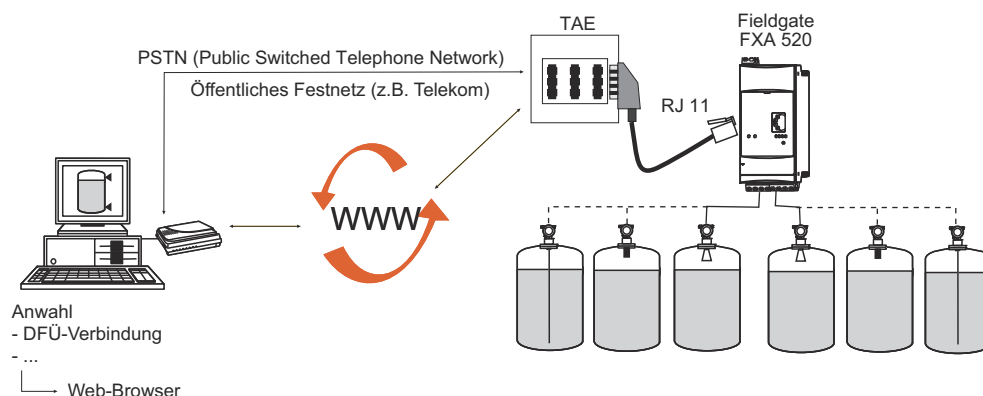 TAE
Fieldgate
FXA 520
PSTN (Public Switched Telephone Network)
Öffentliches Festnetz (z.B. Telekom)
RJ 11
WWW
Anwahl
- DFÜ-Verbindung
- ...
Web-Browser